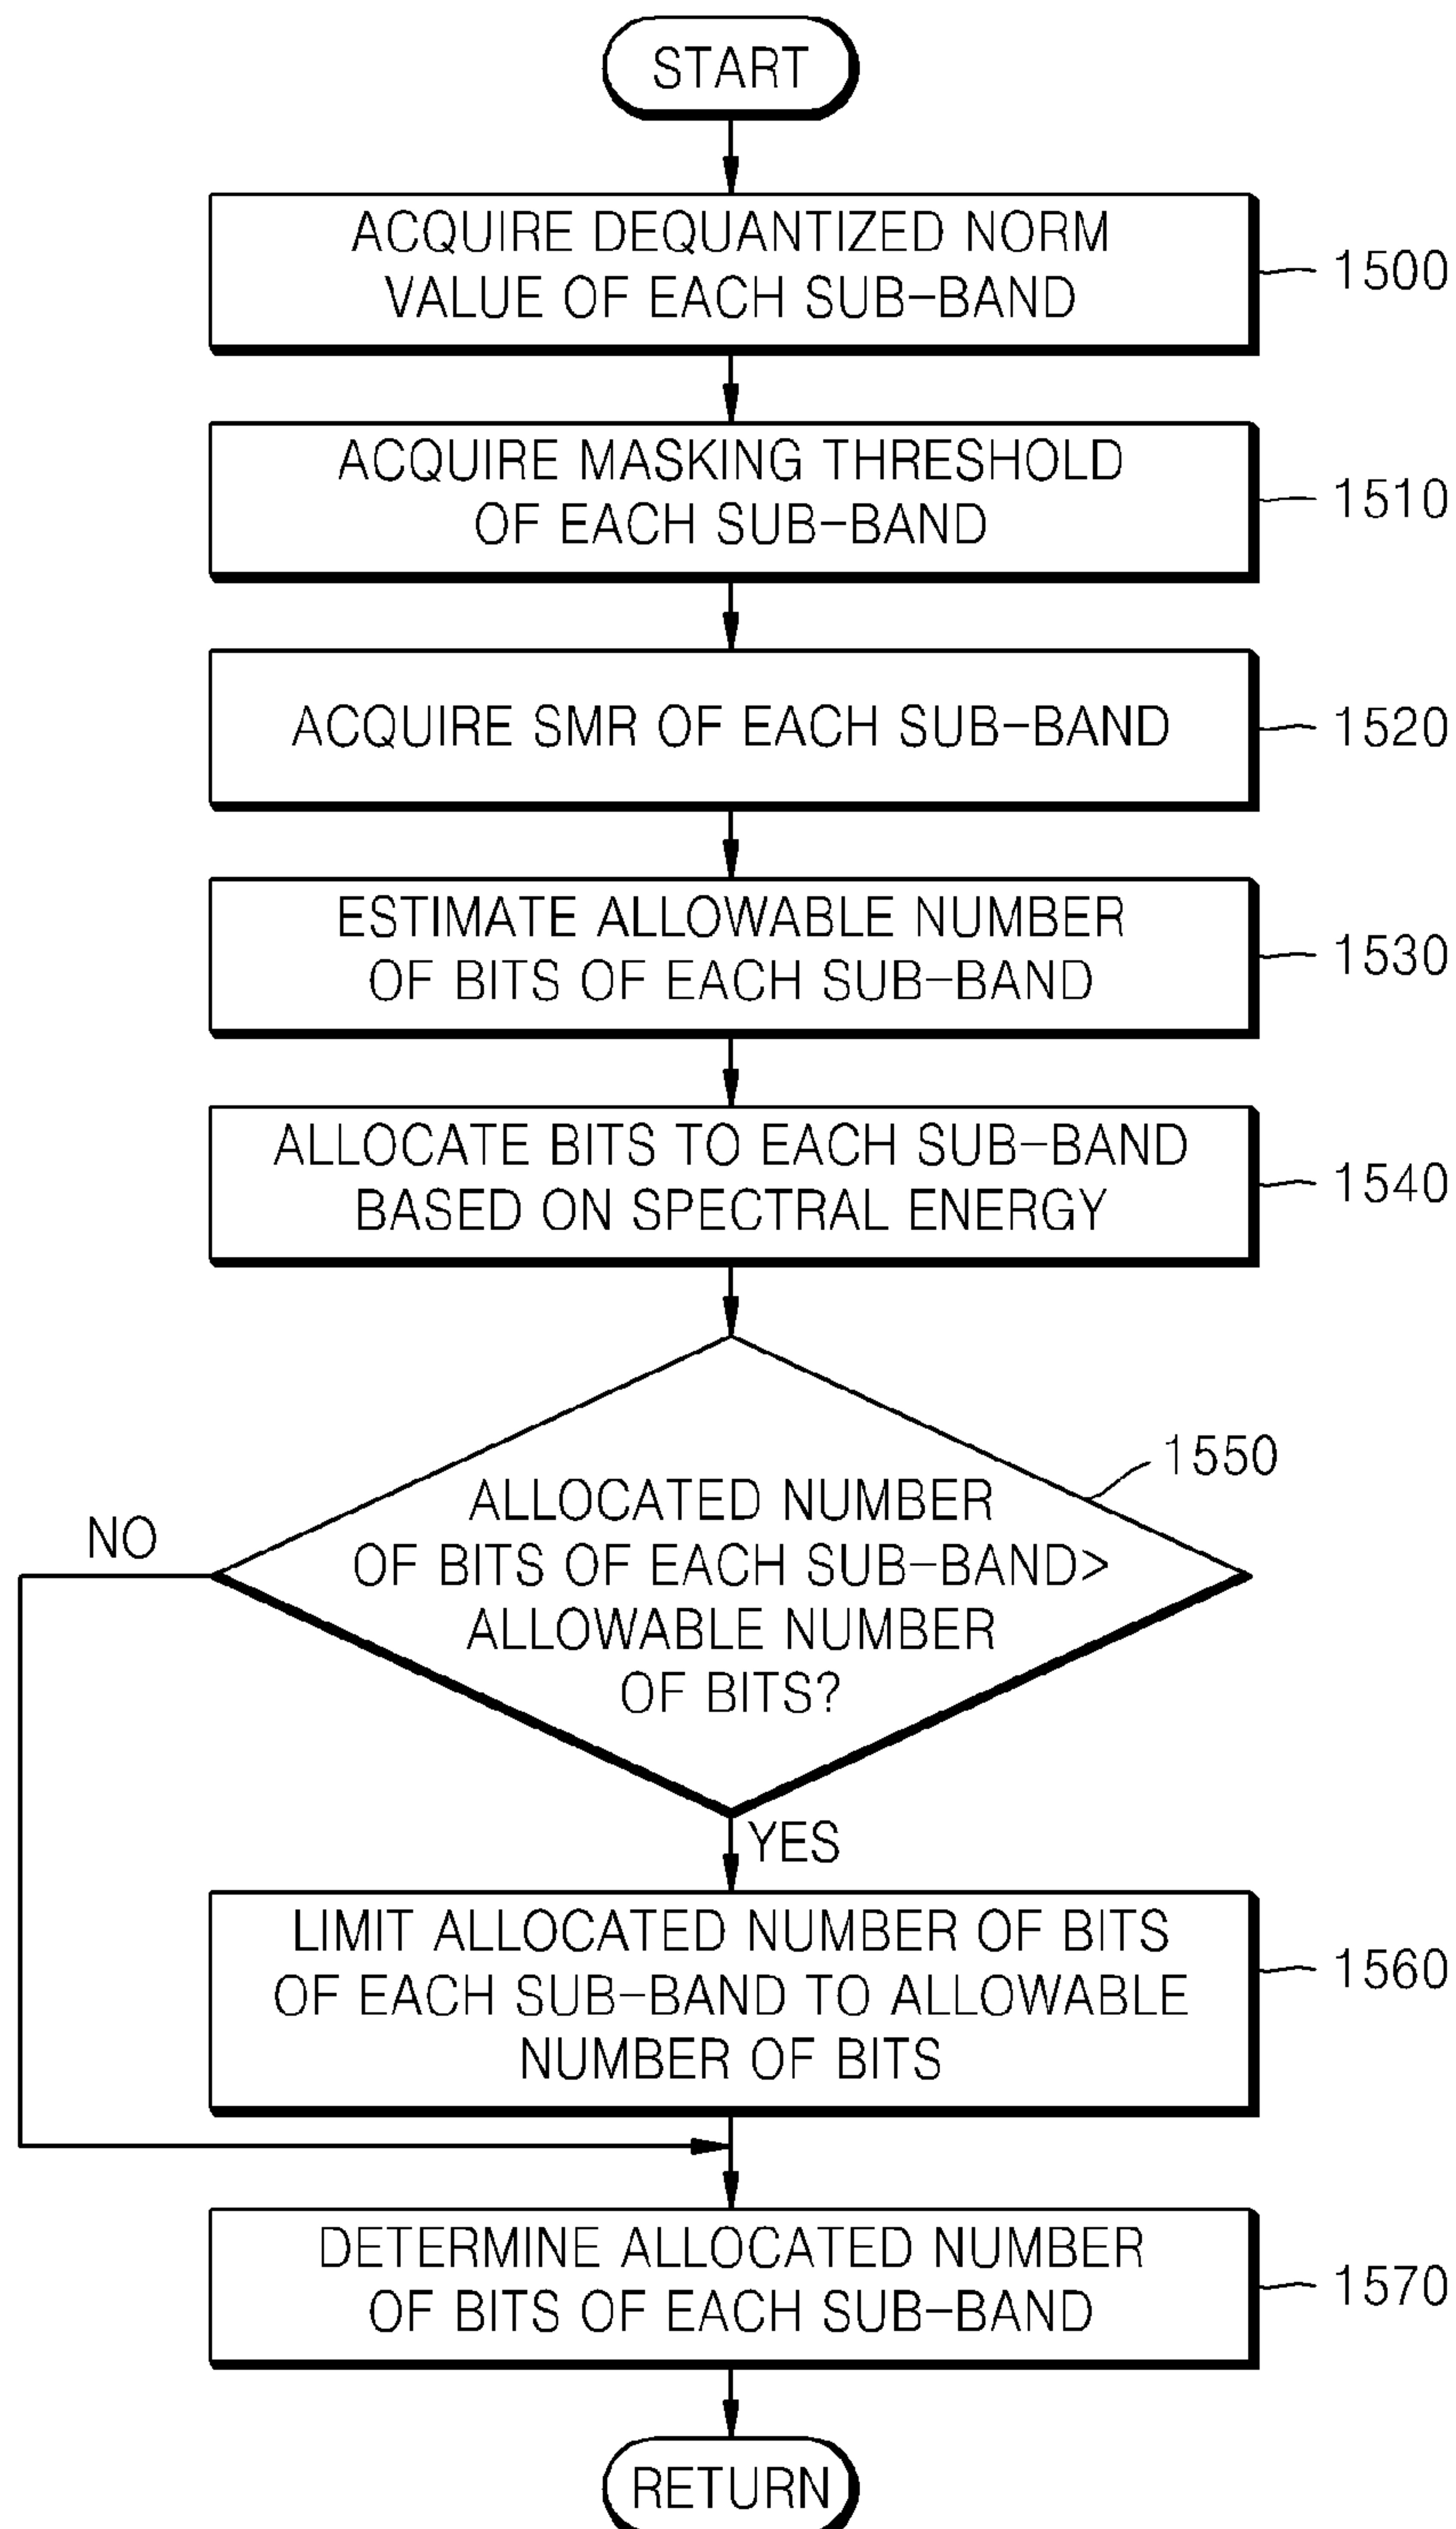 START
ACQUIRE DEQUANTIZED NORM
VALUE OF EACH SUB-BAND
1500
ACQUIRE MASKING THRESHOLD
OF EACH SUB-BAND
1510
ACQUIRE SMR OF EACH SUB-BAND
1520
ESTIMATE ALLOWABLE NUMBER
OF BITS OF EACH SUB-BAND
1530
ALLOCATE BITS TO EACH SUB-BAND
BASED ON SPECTRAL ENERGY
1540
1550
ALLOCATED NUMBER
OF BITS OF EACH SUB-BAND>
ALLOWABLE NUMBER
OF BITS?
NO
YES
LIMIT ALLOCATED NUMBER OF BITS
OF EACH SUB-BAND TO ALLOWABLE
NUMBER OF BITS
1560
DETERMINE ALLOCATED NUMBER
OF BITS OF EACH SUB-BAND
1570
RETURN